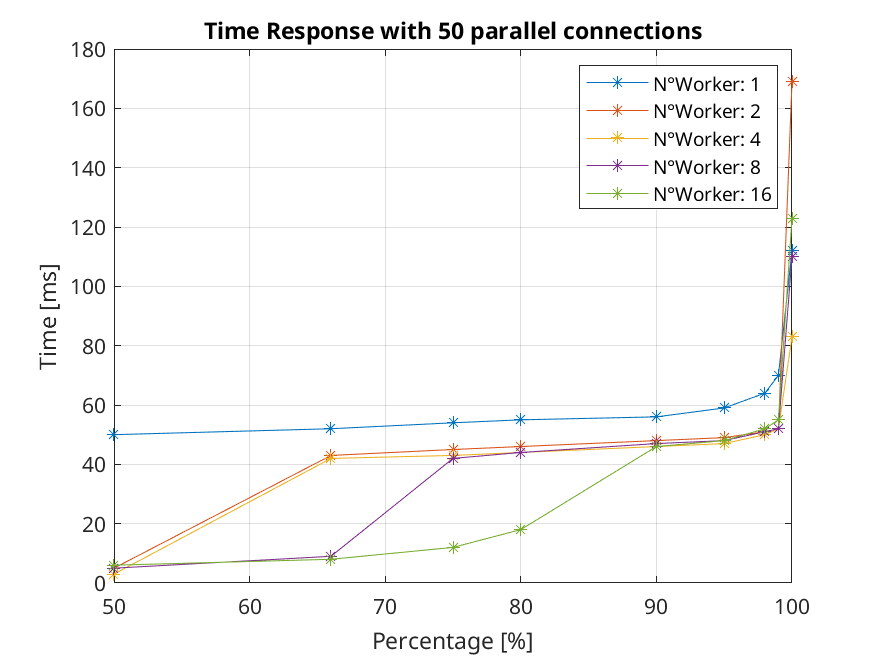 Time Response with 50 parallel connections
180
160
140
120
100
80
60
40
20
0
Time [ms]
N°Worker: 1
N°Worker: 2
N°Worker: 4
N°Worker: 8
N°Worker: 16
50
60
70
80
90
100
Percentage [%]